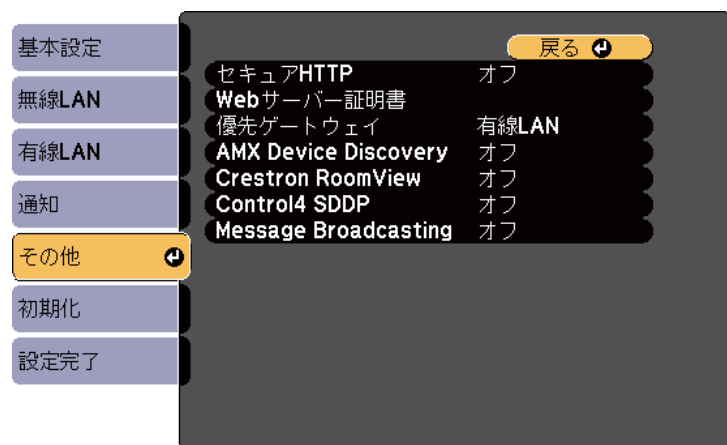 基本設定
無線LAN
有線LAN
通知
その他
初期化
設定完了
戻る
セキュアHTTP オフ
Webサーバー証明書
優先ゲートウェイ 有線LAN
AMX Device Discovery オフ
Crestron RoomView オフ
Control4 SDDP オフ
Message Broadcasting オフ